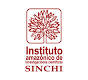 Instituto
amazónico de
investigaciones científicas
SINCHI